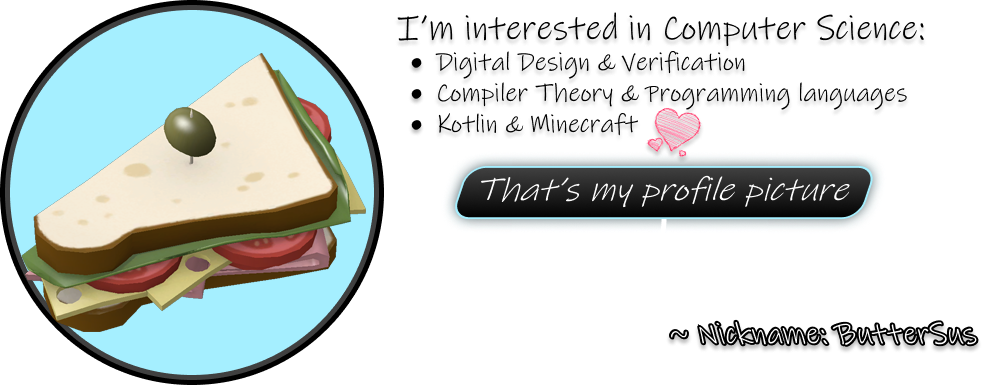 I'm interested in Computer Science:
• Digital Design & Verification
• Compiler Theory & Programming languages
• Kotlin & Minecraft
That's my profile picture
~ Nickname: ButterSus